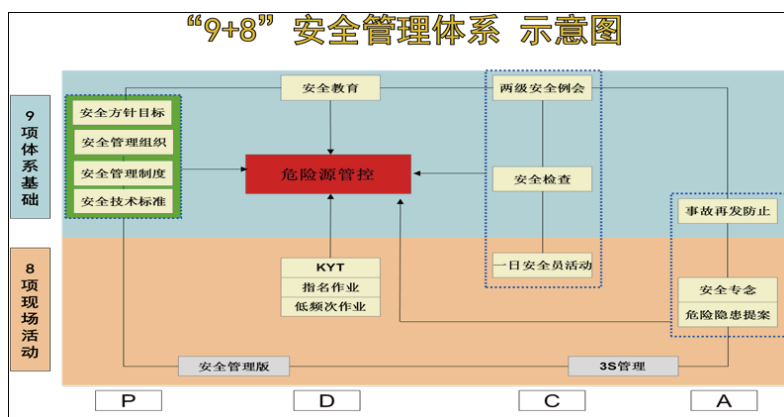 “9+8”安全管理体系 示意图
9项体系基础
安全方针目标
安全管理组织
安全管理制度
安全技术标准
安全教育
危险源管控
两级安全例会
安全检查
事故再发防止
8项现场活动
KYT
指名作业
低频次作业
一日安全员活动
安全专念
危险隐患提案
安全管理版
3S管理
P
D
C
A